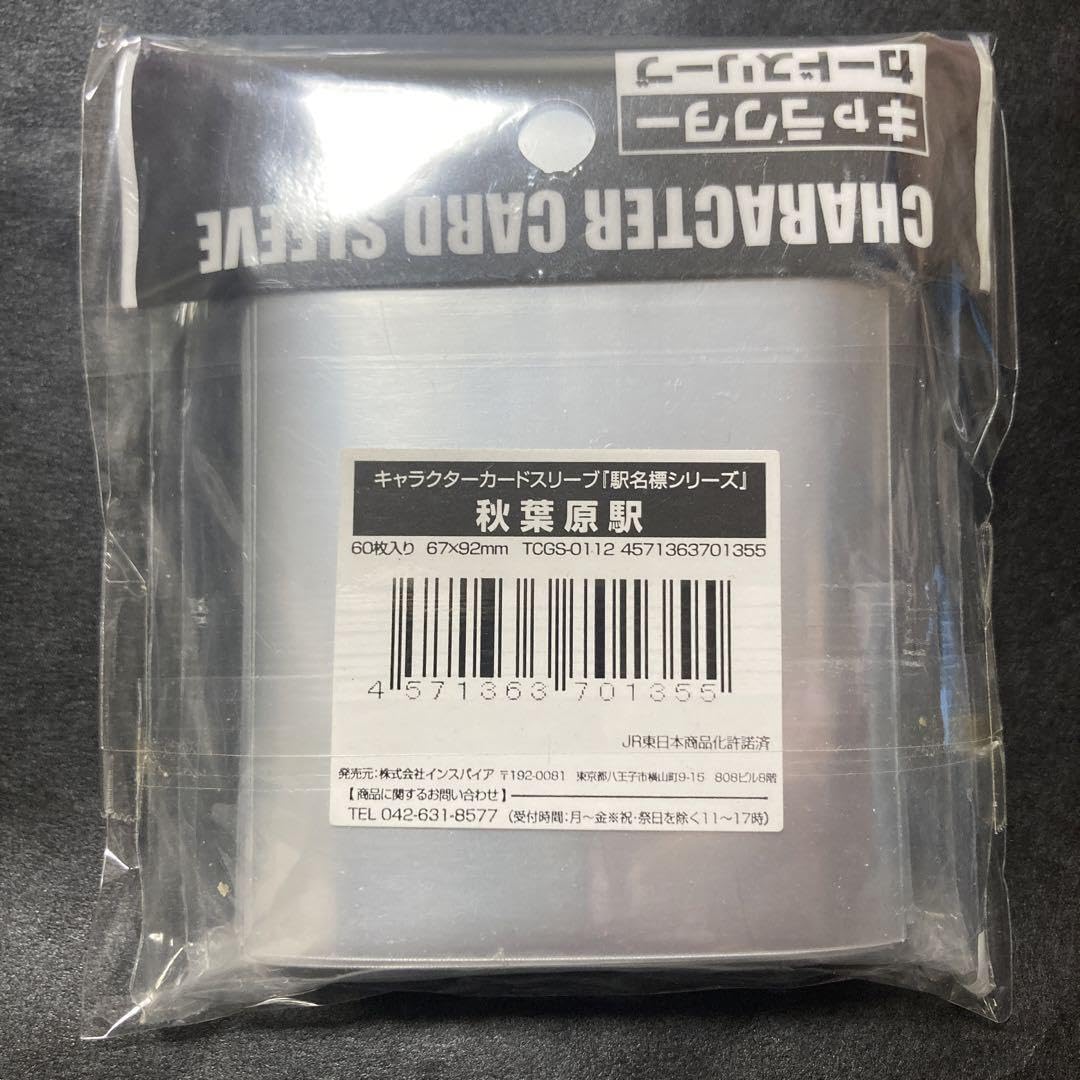 キャラクター
カードスリーブ
CHARACTER CARD SLEEVE
キャラクターカードスリーブ『駅名標シリーズ』
秋葉原駅
60枚入り 67×92mm TCGS-0112 4571363701355
4 571363 701355
JR東日本商品化許諾済
発売元:株式会社インスパイア 〒192-0081 東京都八王子市横山町9-15 808ビル8階
【商品に関するお問い合わせ】
TEL 042-631-8577 (受付時間:月～金※祝・祭日を除く11～17時)